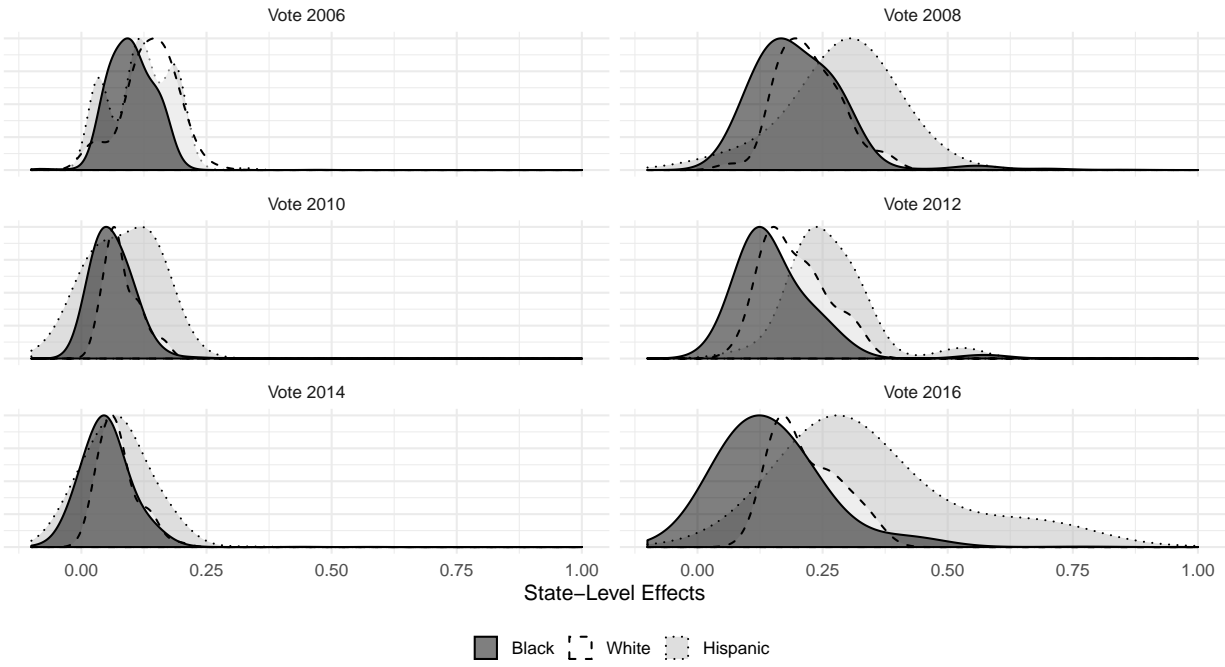 Vote 2006
Vote 2008
Vote 2010
Vote 2012
Vote 2014
Vote 2016
0.00 0.25 0.50 0.75 1.00 0.00 0.25 0.50 0.75 1.00
State−Level Effects
Black White Hispanic